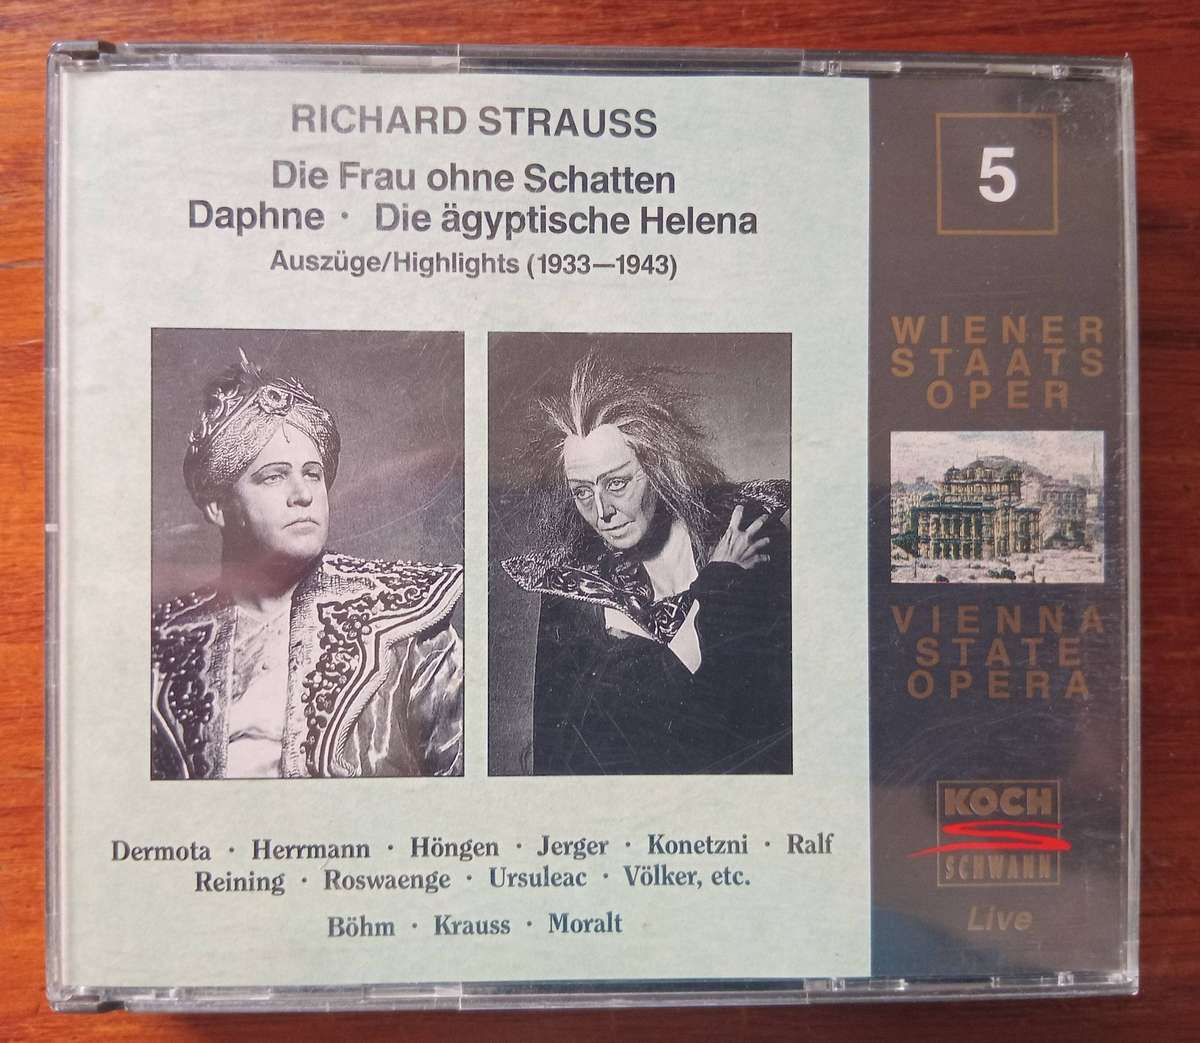 RICHARD STRAUSS
Die Frau ohne Schatten
Daphne · Die ägyptische Helena
Auszüge/Highlights (1933—1943)
Dermota · Herrmann · Höngen · Jerger · Konetzni · Ralf
Reining · Roswaenge · Ursuleac · Völker, etc.
Böhm · Krauss · Moralt
5
WIENER
STAATS
OPER
VIENNA
STATE
OPERA
KOCH
SCHWANN
Live